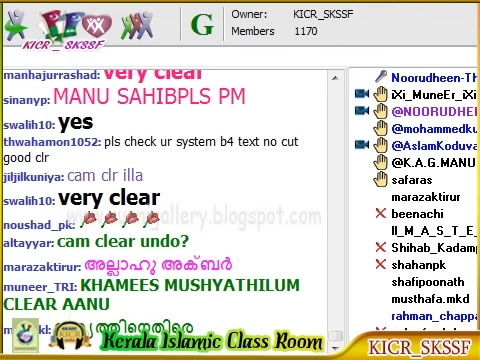 Owner: KICR_SKSSF
Members 1170
G
KICR_SKSSF
manhajurrashad: very clear
sinanyp: MANU SAHIBPLS PM
swalih10: yes
thwahamon1052: pls check ur system b4 text no cut
good clr
jiljilkuniya: cam clr illa
swalih10: very clear
noushad_pk:
altayyar: cam clear undo?
marazaktirur: അല്ലാഹു അക്ബർ
muneer_TRI: KHAMEES MUSHYATHILUM
CLEAR AANU
Noorudheen-Th
iXi_MuneEr_iX
@NOORUDHE
@mohammedku
@AslamKoduva
@K.A.G.MANU
safaras
marazaktirur
beenachi
II_M_A_S_T_E_
Shihab_Kadamp
shahanpk
shafipoonath
musthafa.mkd
rahman_chappa
Kerala Islamic Class Room
KICR_SKSSF